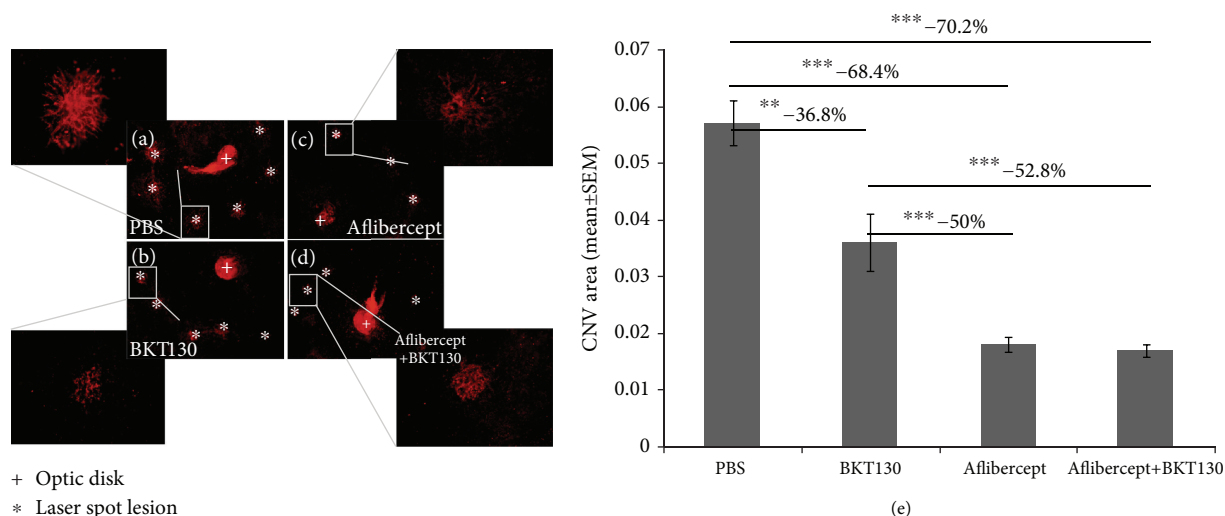 (a)
+
*
*
*
*
*
*
PBS
(c)
*
*
*
+
Aflibercept
(b)
+
*
*
*
*
*
BKT130
(d)
*
*
*
*
+
Aflibercept
+BKT130
+ Optic disk
* Laser spot lesion
CNV area (mean±SEM)
0.07
0.06
0.05
0.04
0.03
0.02
0.01
0
*** −70.2%
*** −68.4%
** −36.8%
*** −52.8%
*** −50%
PBS
BKT130
Aflibercept
Aflibercept+BKT130
(e)